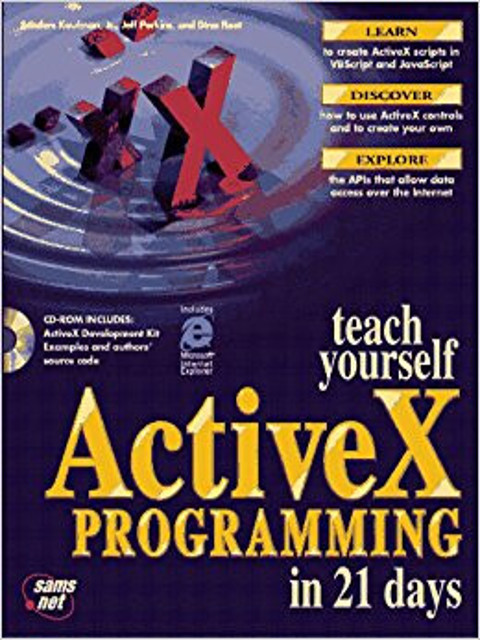 Sanders Kaufman, Jr., Jeff Perkins, and Dina Fleet
LEARN
to create ActiveX scripts in
VBScript and JavaScript
DISCOVER
how to use ActiveX controls
and to create your own
EXPLORE
the APIs that allow data
access over the Internet
CD-ROM INCLUDES:
ActiveX Development Kit
Examples and authors'
source code
Includes
Microsoft
Internet
Explorer
teach
yourself
ActiveX
PROGRAMMING
in 21 days
sams
.net